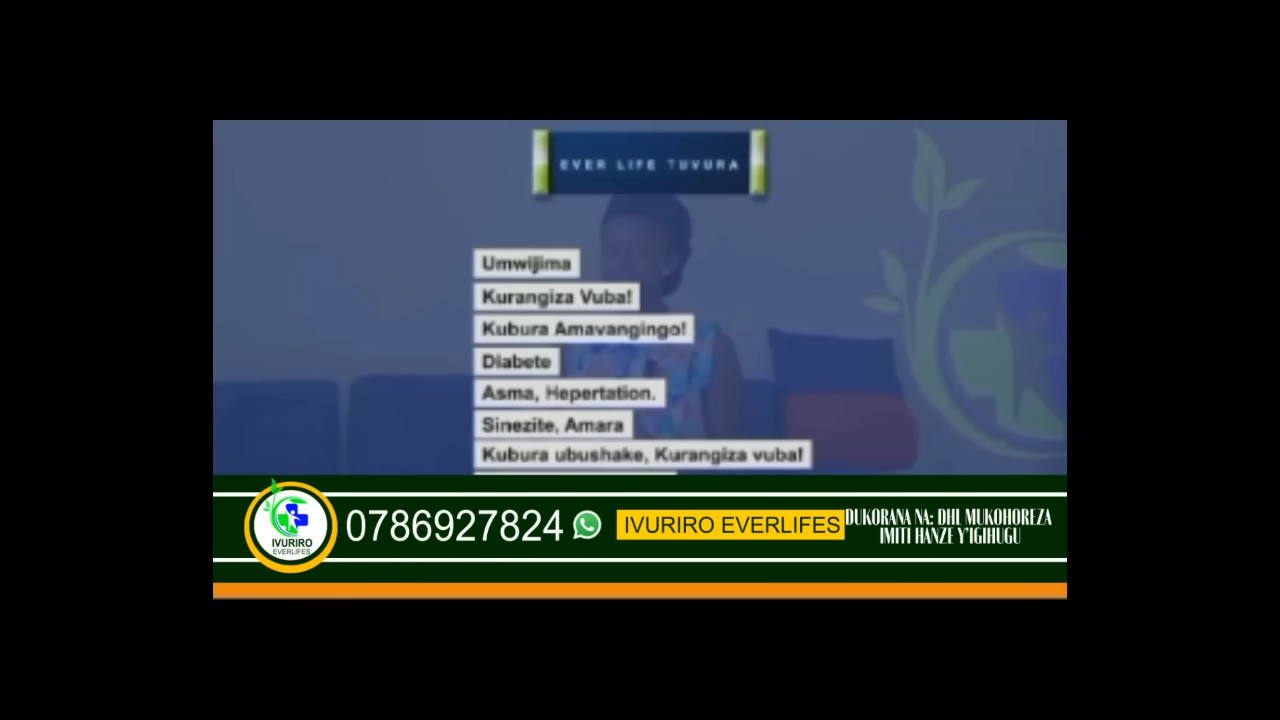 EVER LIFE TUVURA
Umwijima
Kurangiza Vuba!
Kubura Amavangingo!
Diabete
Asma, Hepertation.
Sinezite, Amara
Kubura ubushake, Kurangiza vuba!
IVURIRO
EVERLIFES
0786927824
IVURIRO EVERLIFES
DUKORANA NA: DHL MUKOHOREZA
IMITI HANZE Y'IGIHUGU